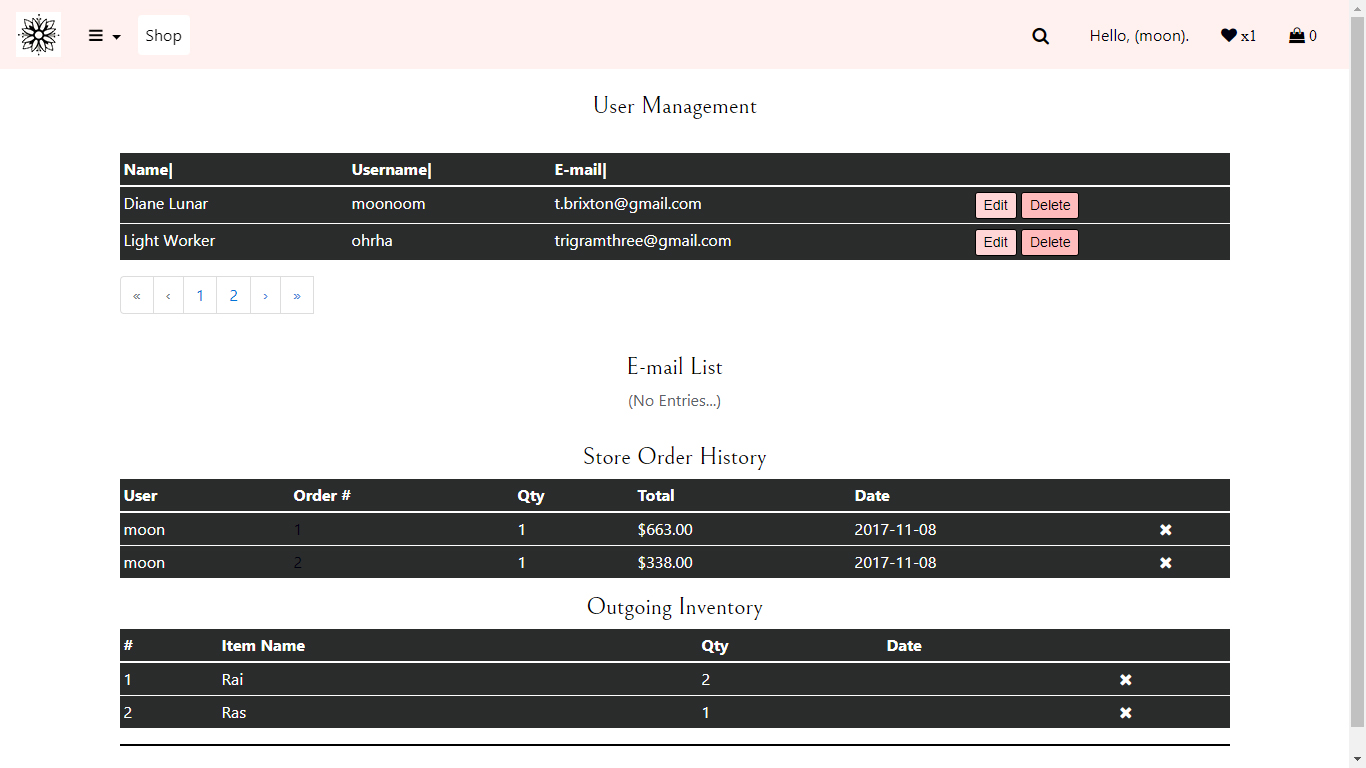 Shop
Hello, (moon).
x1
0
User Management
Name| Username| E-mail|
Diane Lunar moonoom t.brixton@gmail.com Edit Delete
Light Worker ohrha trigramthree@gmail.com Edit Delete
« ‹ 1 2 › »
E-mail List
(No Entries...)
Store Order History
User Order # Qty Total Date
moon 1 1 $663.00 2017-11-08
moon 2 1 $338.00 2017-11-08
Outgoing Inventory
# Item Name Qty Date
1 Rai 2
2 Ras 1